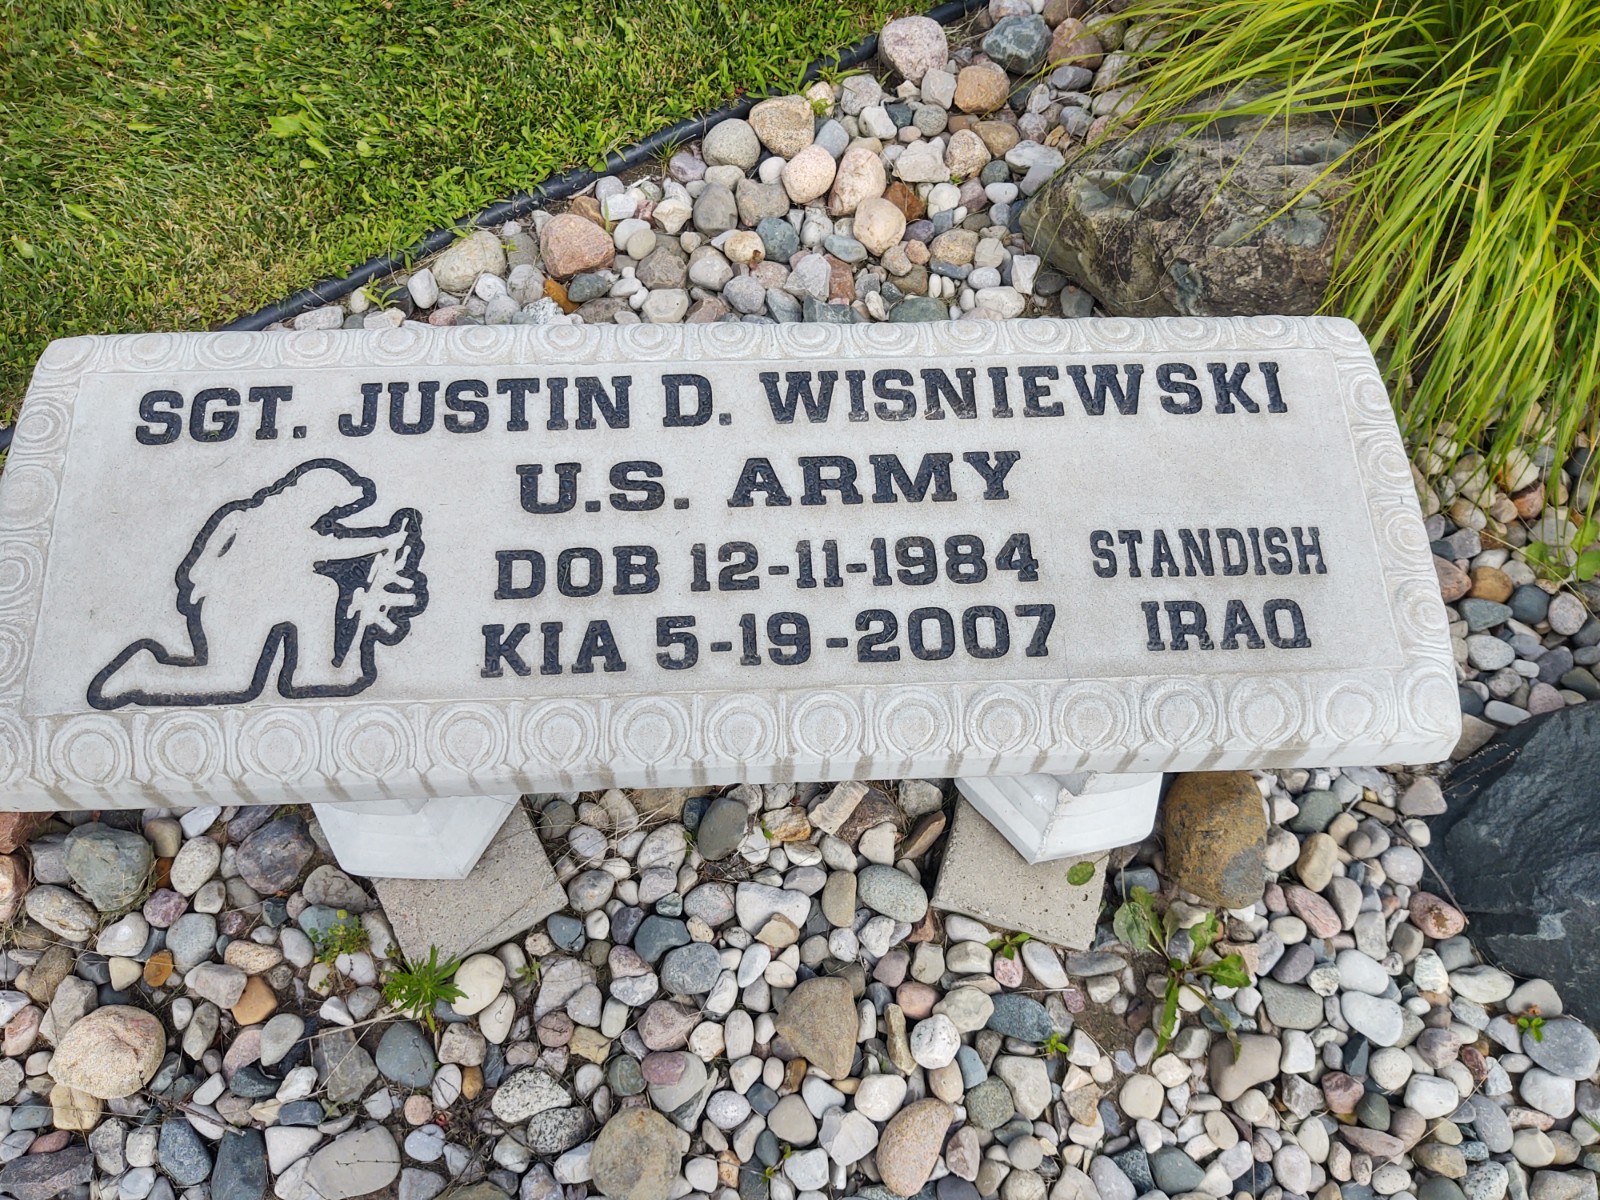 SGT. JUSTIN D. WISNIEWSKI
U.S. ARMY
DOB 12-11-1984 STANDISH
KIA 5-19-2007 IRAQ